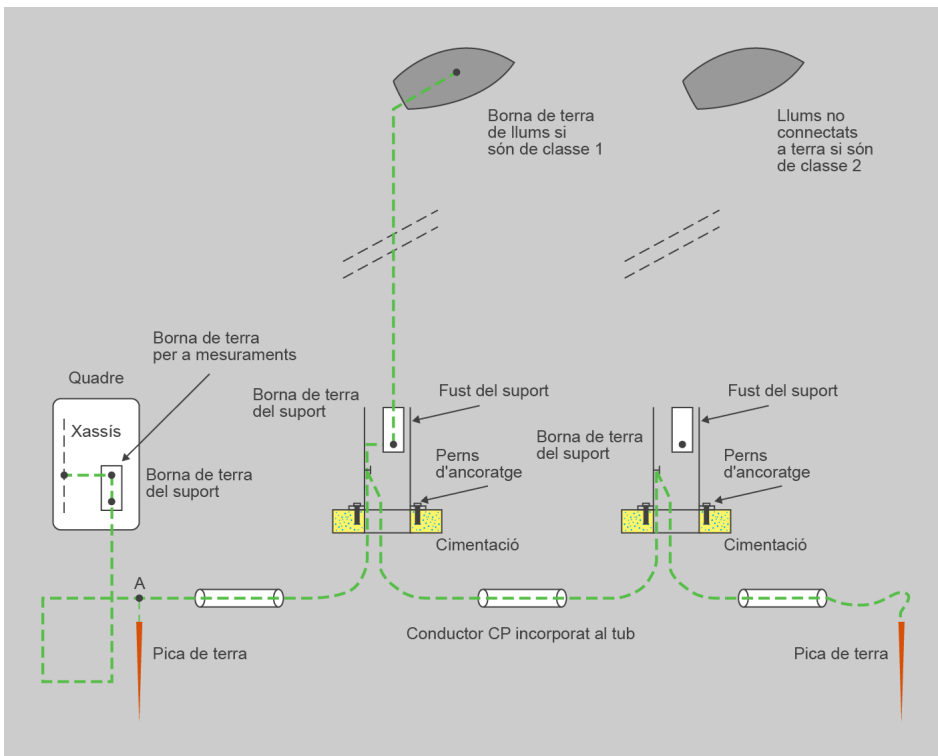 Borna de terra
de llums si
són de classe 1
Llums no
connectats
a terra si són
de classe 2
Borna de terra
per a mesuraments
Quadre
Xassís
Borna de terra
del suport
Borna de terra
del suport
Fust del suport
Perns
d'ancoratge
Cimentació
Borna de terra
del suport
Fust del suport
Perns
d'ancoratge
Cimentació
A
Pica de terra
Conductor CP incorporat al tub
Pica de terra